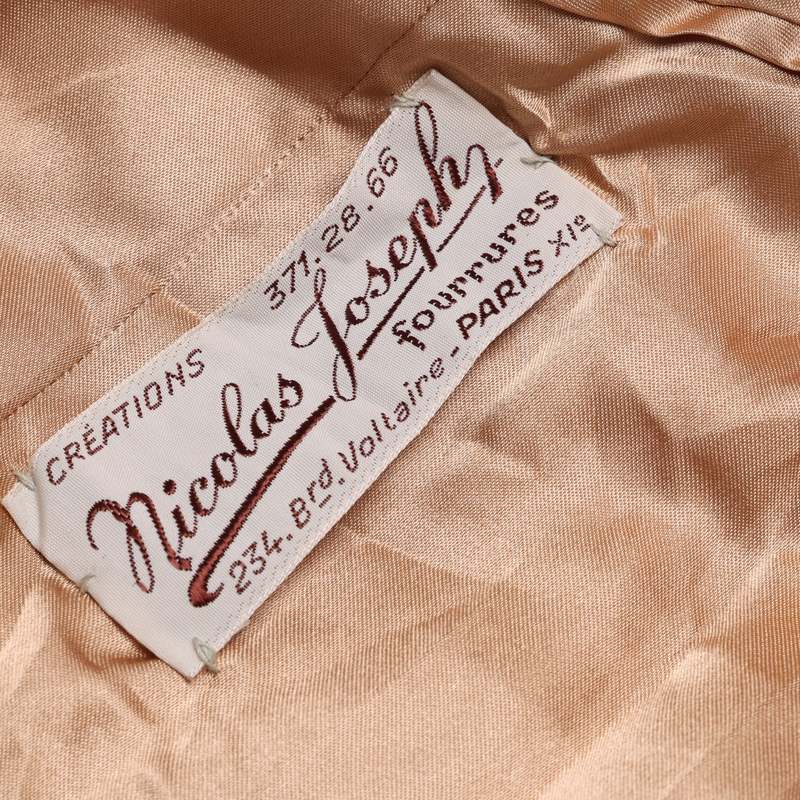 CRÉATIONS 371.28.66
Nicolas Joseph
fourrures
234.Brd.Voltaire-PARIS XIe